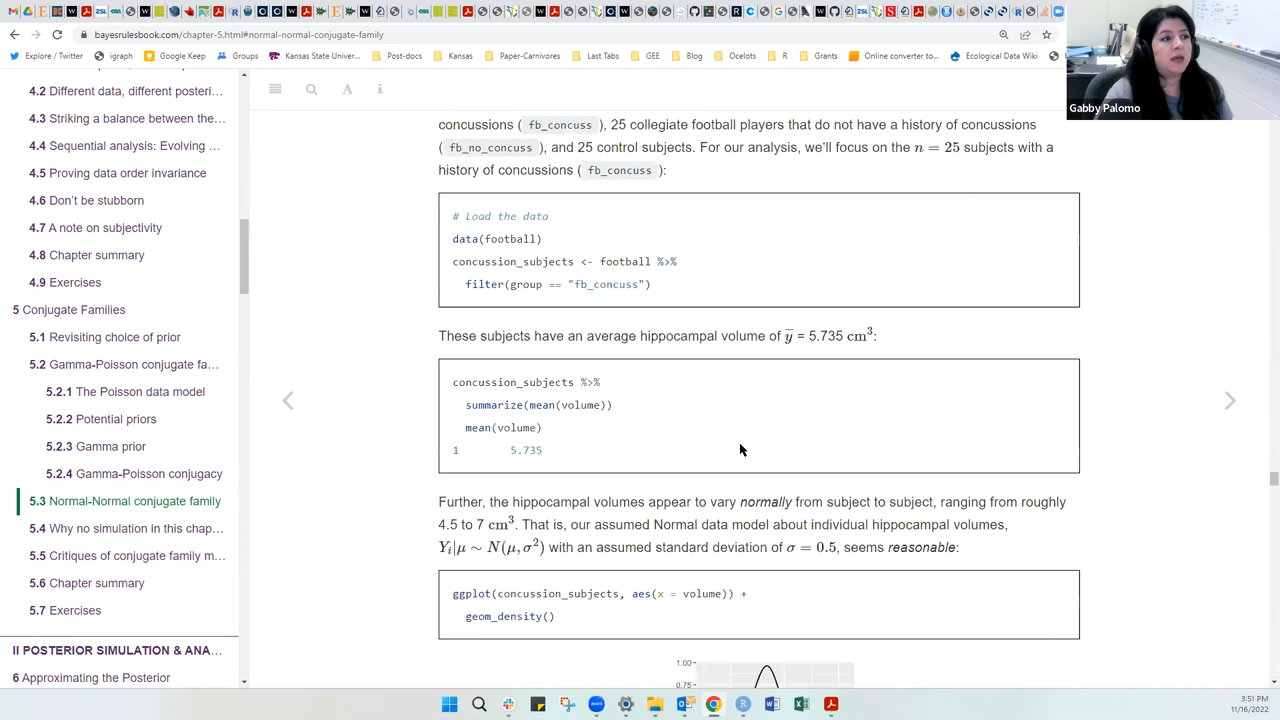 bayesrulesbook.com/chapter-5.html#normal-normal-conjugate-family
Explore / Twitter
igraph
Google Keep
Groups
Kansas State Univer...
Post-docs
Kansas
Paper-Carnivores
Last Tabs
GEE
Blog
Ocelots
R
Grants
Online converter to...
Ecological Data Wiki
Gabby Palomo
4.2 Different data, different posteri...
4.3 Striking a balance between the...
4.4 Sequential analysis: Evolving ...
4.5 Proving data order invariance
4.6 Don't be stubborn
4.7 A note on subjectivity
4.8 Chapter summary
4.9 Exercises
5 Conjugate Families
5.1 Revisiting choice of prior
5.2 Gamma-Poisson conjugate fa...
5.2.1 The Poisson data model
5.2.2 Potential priors
5.2.3 Gamma prior
5.2.4 Gamma-Poisson conjugacy
5.3 Normal-Normal conjugate family
5.4 Why no simulation in this chap...
5.5 Critiques of conjugate family m...
5.6 Chapter summary
5.7 Exercises
II POSTERIOR SIMULATION & ANA...
6 Approximating the Posterior
concussions ( fb_concuss ), 25 collegiate football players that do not have a history of concussions
( fb_no_concuss ), and 25 control subjects. For our analysis, we'll focus on the n = 25 subjects with a
history of concussions ( fb_concuss ):
# Load the data
data(football)
concussion_subjects <- football %>%
filter(group == "fb_concuss")
These subjects have an average hippocampal volume of ȳ = 5.735 cm³:
concussion_subjects %>%
summarize(mean(volume))
mean(volume)
1 5.735
Further, the hippocampal volumes appear to vary normally from subject to subject, ranging from roughly
4.5 to 7 cm³. That is, our assumed Normal data model about individual hippocampal volumes,
Yᵢ|μ ∼ N(μ, σ²) with an assumed standard deviation of σ = 0.5, seems reasonable:
ggplot(concussion_subjects, aes(x = volume)) +
geom_density()
1.00
0.75
3:51 PM
11/16/2022